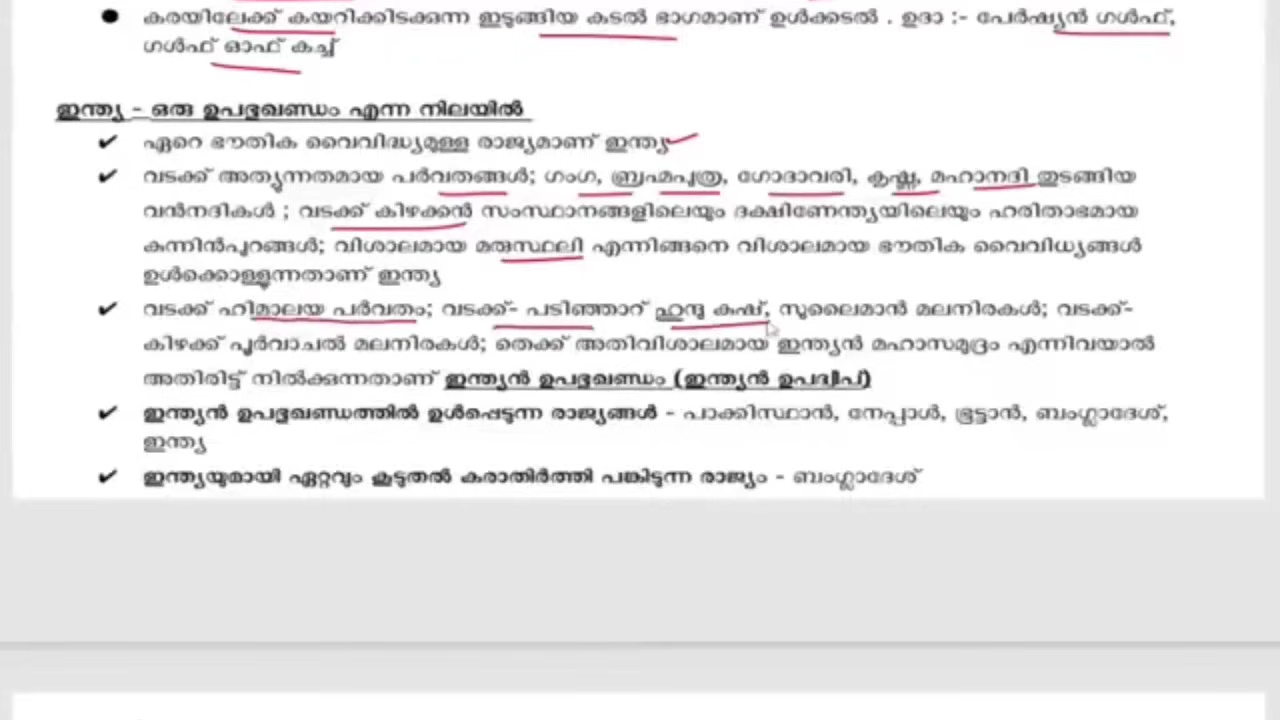 കരയിലേക്ക് കയറിക്കിടക്കുന്ന ഇടുങ്ങിയ കടൽ ഭാഗമാണ് ഉൾക്കടൽ . ഉദാ :- പേർഷ്യൻ ഗൾഫ്,
ഗൾഫ് ഓഫ് കച്ച്
ഇന്ത്യ - ഒരു ഉപഭൂഖണ്ഡം എന്ന നിലയിൽ
ഏറെ ഭൗതിക വൈവിദ്ധ്യമുള്ള രാജ്യമാണ് ഇന്ത്യ
വടക്ക് അത്യുന്നതമായ പർവതങ്ങൾ; ഗംഗ, ബ്രഹ്മപുത്ര, ഗോദാവരി, കൃഷ്ണ, മഹാനദി തുടങ്ങിയ
വൻനദികൾ ; വടക്ക് കിഴക്കൻ സംസ്ഥാനങ്ങളിലെയും ദക്ഷിണേന്ത്യയിലെയും ഹരിതാഭമായ
കുന്നിൻപുറങ്ങൾ; വിശാലമായ മരുസ്ഥലി എന്നിങ്ങനെ വിശാലമായ ഭൗതിക വൈവിധ്യങ്ങൾ
ഉൾക്കൊള്ളുന്നതാണ് ഇന്ത്യ
വടക്ക് ഹിമാലയ പർവതം; വടക്ക്- പടിഞ്ഞാറ് ഹിന്ദു കുഷ്, സുലൈമാൻ മലനിരകൾ; വടക്ക്-
കിഴക്ക് പൂർവാചൽ മലനിരകൾ; തെക്ക് അതിവിശാലമായ ഇന്ത്യൻ മഹാസമുദ്രം എന്നിവയാൽ
അതിരിട്ട് നിൽക്കുന്നതാണ് ഇന്ത്യൻ ഉപഭൂഖണ്ഡം (ഇന്ത്യൻ ഉപദ്വീപ്)
ഇന്ത്യൻ ഉപഭൂഖണ്ഡത്തിൽ ഉൾപ്പെടുന്ന രാജ്യങ്ങൾ - പാക്കിസ്ഥാൻ, നേപ്പാൾ, ഭൂട്ടാൻ, ബംഗ്ലാദേശ്,
ഇന്ത്യ
ഇന്ത്യയുമായി ഏറ്റവും കൂടുതൽ കരാതിർത്തി പങ്കിടുന്ന രാജ്യം - ബംഗ്ലാദേശ്